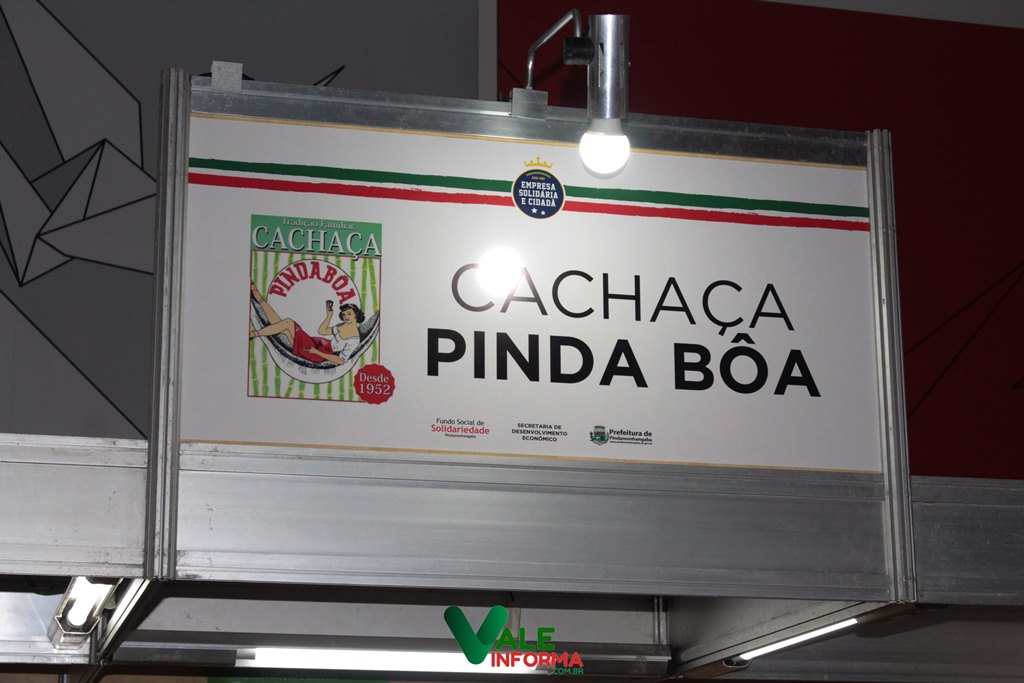 EMPRESA
SOLIDÁRIA
E CIDADÃ
Tradição Familiar
CACHAÇA
PINDABÔA
Desde
1952
CACHAÇA
PINDA BÔA
Fundo Social de
Solidariedade
Pindamonhangaba
SECRETARIA DE
DESENVOLVIMENTO
ECONÔMICO
Prefeitura de
Pindamonhangaba
VALE
INFORMA
.COM.BR